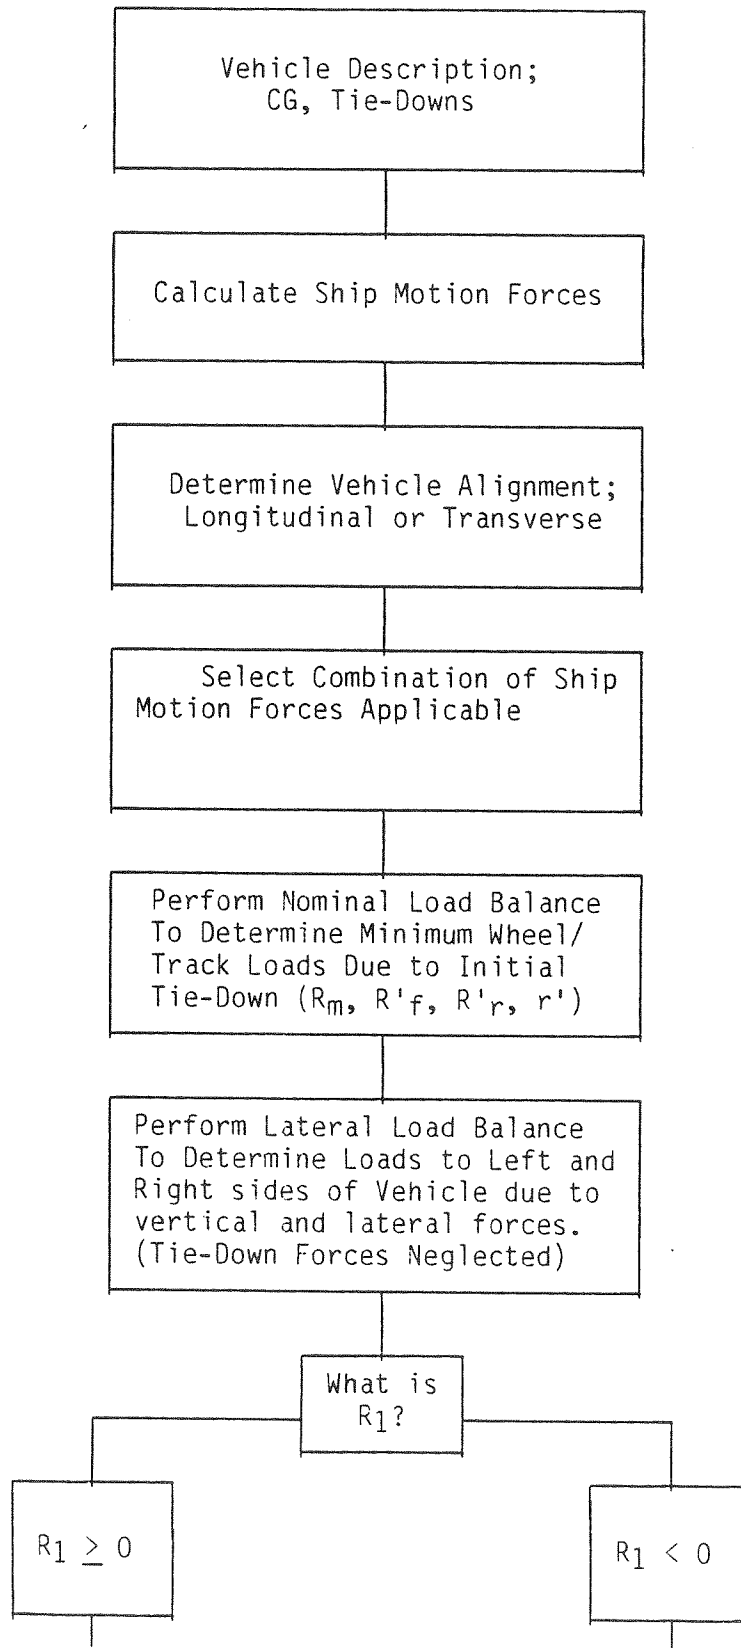 Vehicle Description;
CG, Tie-Downs
Calculate Ship Motion Forces
Determine Vehicle Alignment;
Longitudinal or Transverse
Select Combination of Ship
Motion Forces Applicable
Perform Nominal Load Balance
To Determine Minimum Wheel/
Track Loads Due to Initial
Tie-Down (Rm, R'f, R'r, r')
Perform Lateral Load Balance
To Determine Loads to Left and
Right sides of Vehicle due to
vertical and lateral forces.
(Tie-Down Forces Neglected)
What is
R1?
R1 ≥ 0
R1 < 0